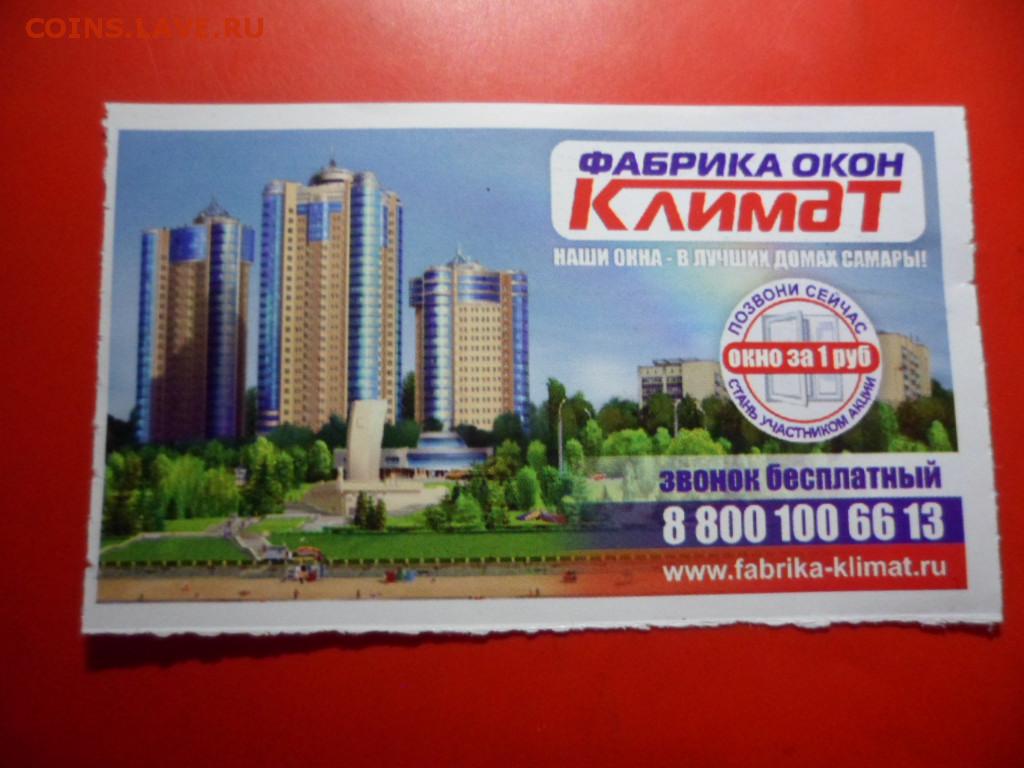 COINS.LAVE.RU
ФАБРИКА ОКОН
КЛИМАТ
НАШИ ОКНА - В ЛУЧШИХ ДОМАХ САМАРЫ!
ПОЗВОНИ СЕЙЧАС
ОКНО ЗА 1 РУБ
СТАНЬ УЧАСТНИКОМ АКЦИИ
ЗВОНОК БЕСПЛАТНЫЙ
8 800 100 66 13
www.fabrika-klimat.ru